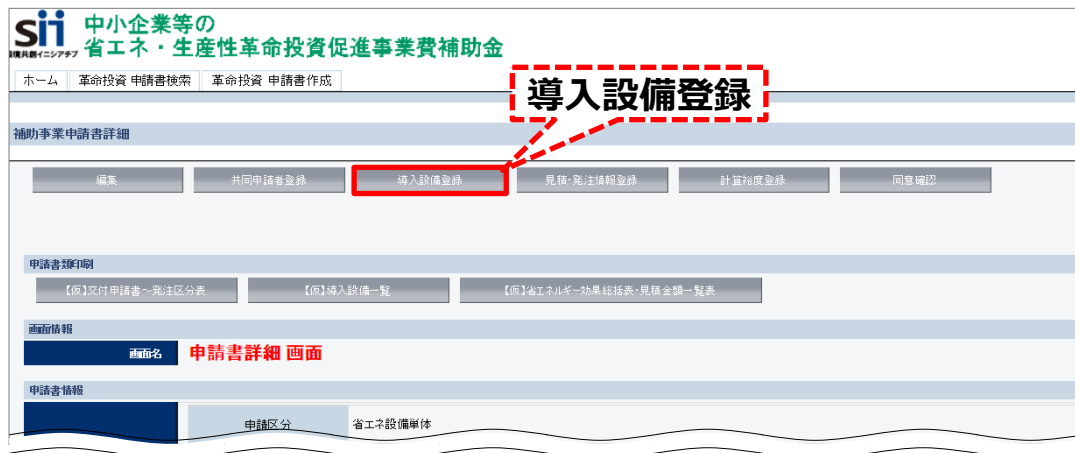 sii 中小企業等の
環境共創イニシアチブ 省エネ・生産性革命投資促進事業費補助金
ホーム 革命投資 申請書検索 革命投資 申請書作成
導入設備登録
補助事業申請書詳細
編集 共同申請者登録 導入設備登録 見積・発注情報登録 計算裕度登録 同意確認
申請書類印刷
【仮】交付申請書～発注区分表 【仮】導入設備一覧 【仮】省エネルギー効果総括表・見積金額一覧表
画面情報
画面名 申請書詳細 画面
申請書情報
申請区分 省エネ設備単体